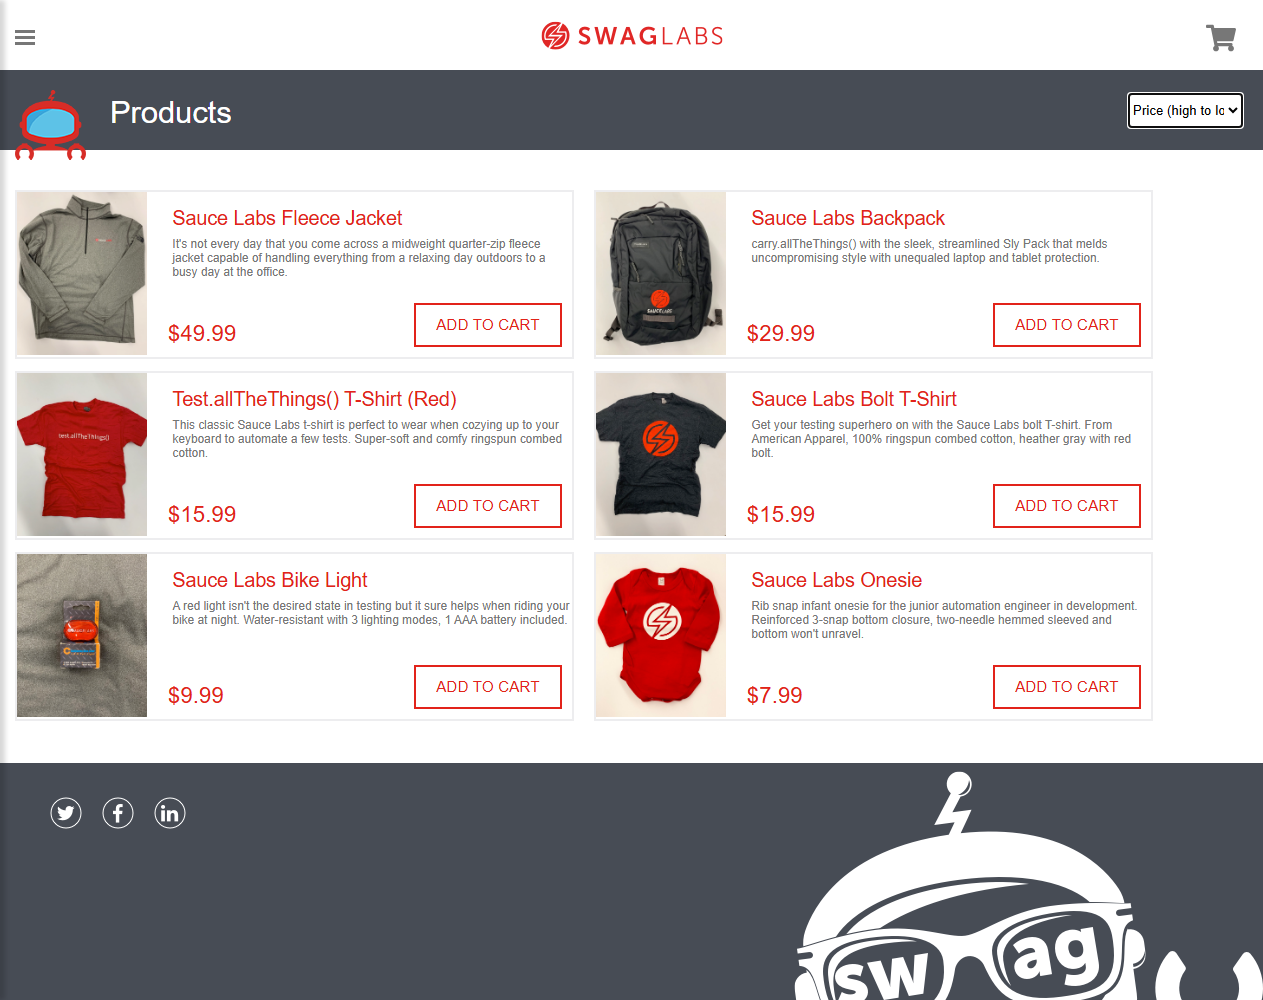 SWAGLABS
Products
Price (high to lo
Sauce Labs Fleece Jacket
It's not every day that you come across a midweight quarter-zip fleece
jacket capable of handling everything from a relaxing day outdoors to a
busy day at the office.
$49.99
ADD TO CART
Sauce Labs Backpack
carry.allTheThings() with the sleek, streamlined Sly Pack that melds
uncompromising style with unequaled laptop and tablet protection.
SAUCELABS
$29.99
ADD TO CART
test.allTheThings()
Test.allTheThings() T-Shirt (Red)
This classic Sauce Labs t-shirt is perfect to wear when cozying up to your
keyboard to automate a few tests. Super-soft and comfy ringspun combed
cotton.
$15.99
ADD TO CART
Sauce Labs Bolt T-Shirt
Get your testing superhero on with the Sauce Labs bolt T-shirt. From
American Apparel, 100% ringspun combed cotton, heather gray with red
bolt.
$15.99
ADD TO CART
Sauce Labs Bike Light
A red light isn't the desired state in testing but it sure helps when riding your
bike at night. Water-resistant with 3 lighting modes, 1 AAA battery included.
$9.99
ADD TO CART
Sauce Labs Onesie
Rib snap infant onesie for the junior automation engineer in development.
Reinforced 3-snap bottom closure, two-needle hemmed sleeved and
bottom won't unravel.
$7.99
ADD TO CART
swag